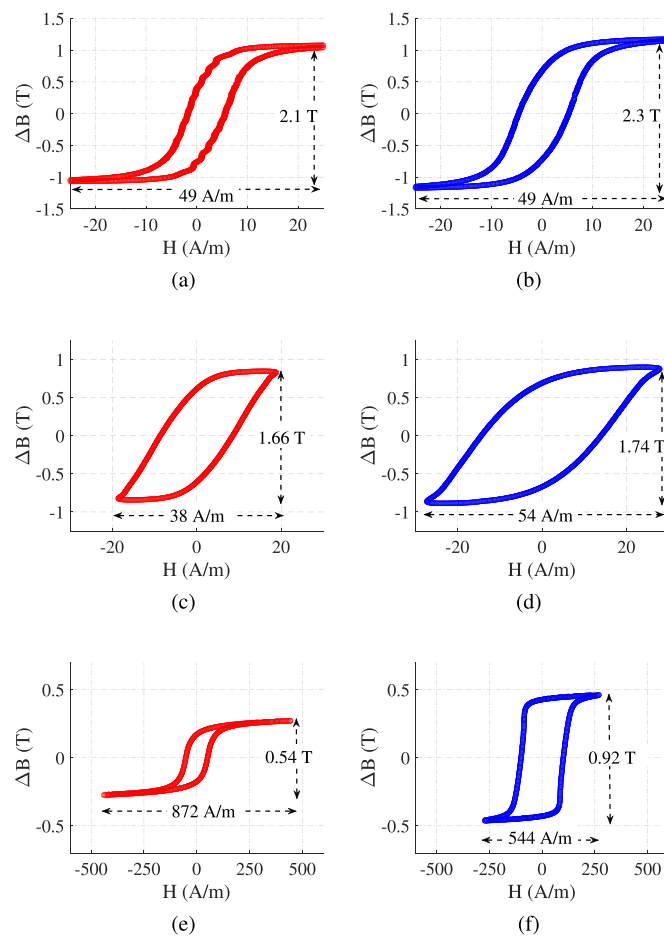 1.5
1
0.5
0
-0.5
-1
-1.5
ΔB (T)
2.1 T
49 A/m
-20 -10 0 10 20
H (A/m)
(a)
1.5
1
0.5
0
-0.5
-1
-1.5
ΔB (T)
2.3 T
49 A/m
-20 -10 0 10 20
H (A/m)
(b)
1
0.5
0
-0.5
-1
ΔB (T)
1.66 T
38 A/m
-20 0 20
H (A/m)
(c)
1
0.5
0
-0.5
-1
ΔB (T)
1.74 T
54 A/m
-20 0 20
H (A/m)
(d)
0.5
0
-0.5
ΔB (T)
0.54 T
872 A/m
-500 -250 0 250 500
H (A/m)
(e)
0.5
0
-0.5
ΔB (T)
0.92 T
544 A/m
-500 -250 0 250 500
H (A/m)
(f)